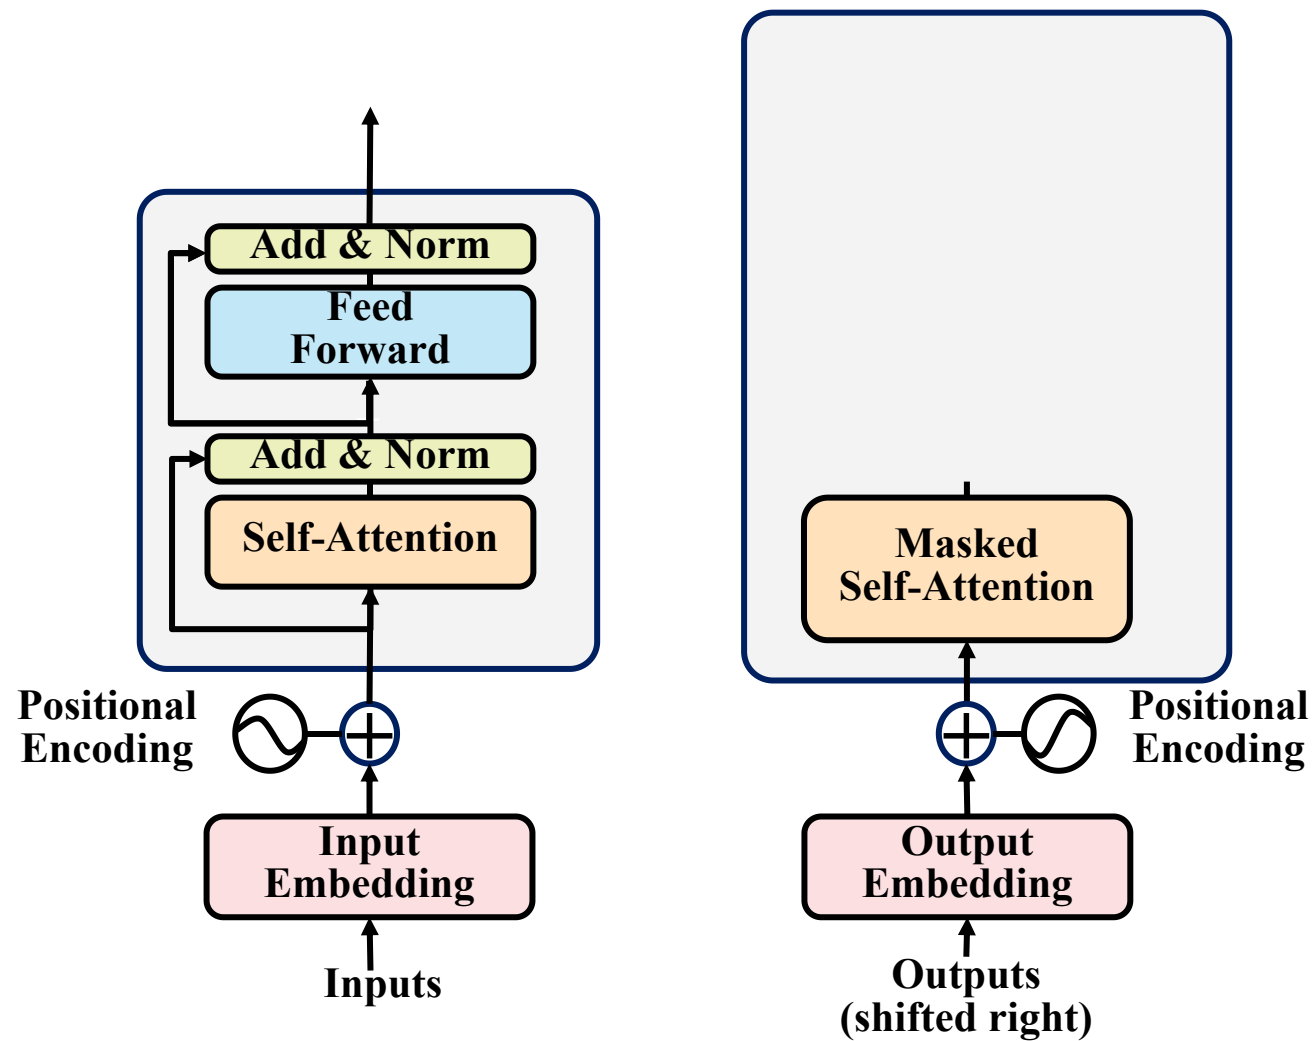 Add & Norm
Feed
Forward
Add & Norm
Self-Attention
Positional
Encoding
Input
Embedding
Inputs
Masked
Self-Attention
Positional
Encoding
Output
Embedding
Outputs
(shifted right)